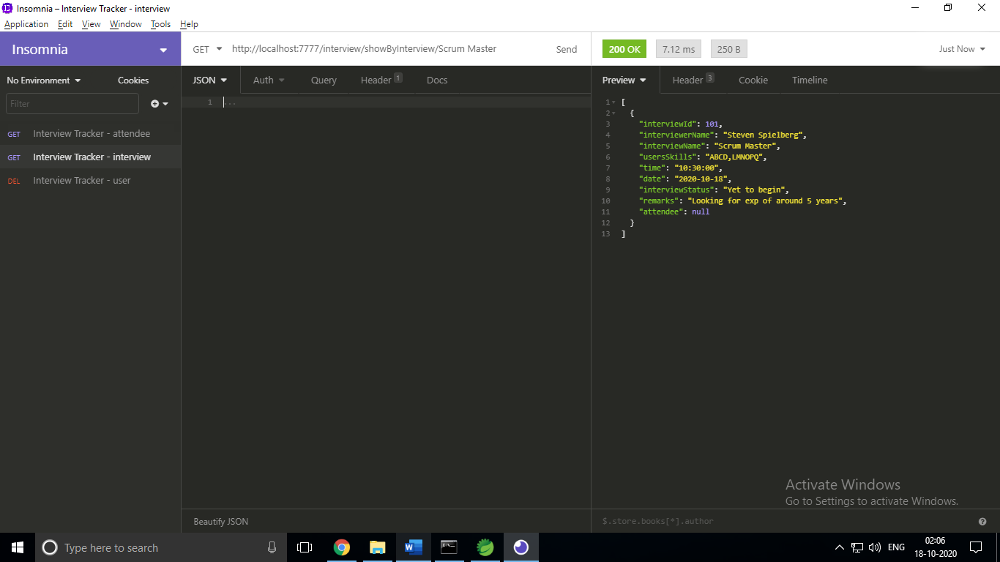 Insomnia – Interview Tracker - interview
Application Edit View Window Tools Help
Insomnia
GET http://localhost:7777/interview/showByInterview/Scrum Master Send
200 OK 7.12 ms 250 B Just Now
No Environment Cookies
JSON Auth Query Header 1 Docs
Preview Header 3 Cookie Timeline
Filter
GET Interview Tracker - attendee
GET Interview Tracker - interview
DEL Interview Tracker - user
1 ...
1 [
2 {
3 "interviewId": 101,
4 "interviewerName": "Steven Spielberg",
5 "interviewName": "Scrum Master",
6 "usersSkills": "ABCD,LMNOPQ",
7 "time": "10:30:00",
8 "date": "2020-10-18",
9 "interviewStatus": "Yet to begin",
10 "remarks": "Looking for exp of around 5 years",
11 "attendee": null
12 }
13 ]
Activate Windows
Go to Settings to activate Windows.
Beautify JSON
$.store.books[*].author
Type here to search
ENG
02:06
18-10-2020